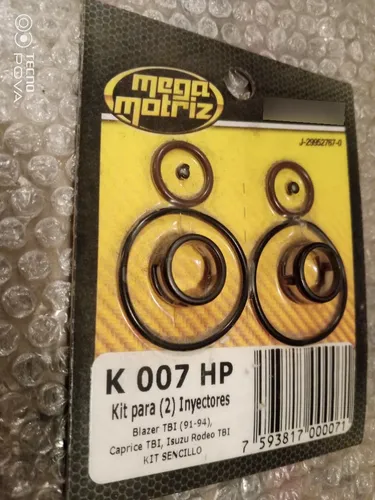 TECNO
POVA
mega
motriz
J-29952767-0
K 007 HP
Kit para (2) Inyectores
Blazer TBI (91-94),
Caprice TBI, Isuzu Rodeo TBI
KIT SENCILLO
7 593817 000071